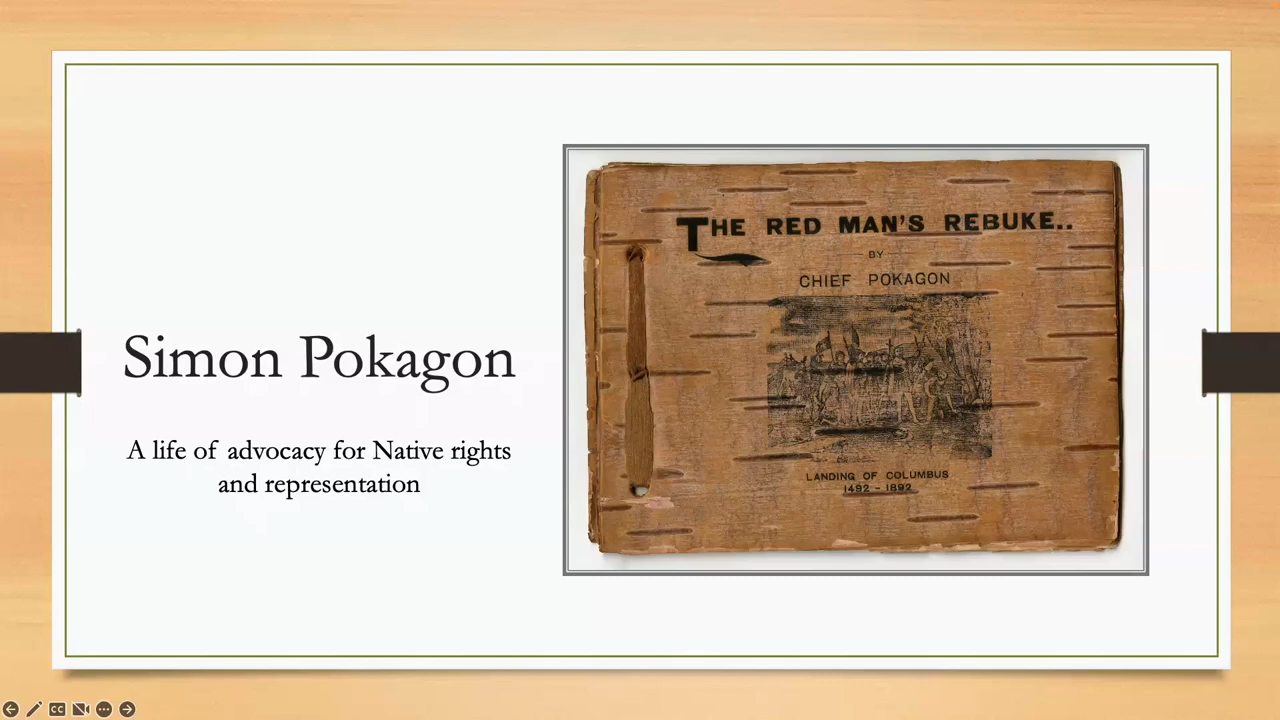 Simon Pokagon
A life of advocacy for Native rights
and representation
THE RED MAN'S REBUKE..
BY
CHIEF POKAGON
LANDING OF COLUMBUS
1492 - 1892
CC